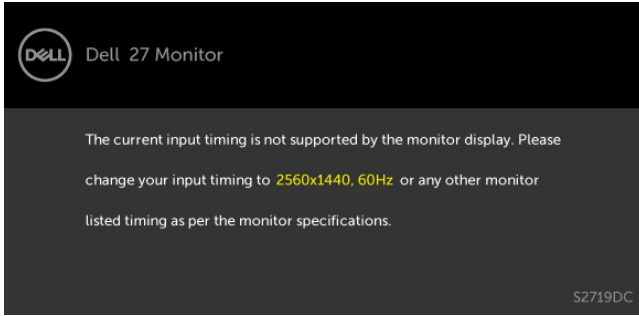 DELL
Dell 27 Monitor
The current input timing is not supported by the monitor display. Please
change your input timing to 2560x1440, 60Hz or any other monitor
listed timing as per the monitor specifications.
S2719DC